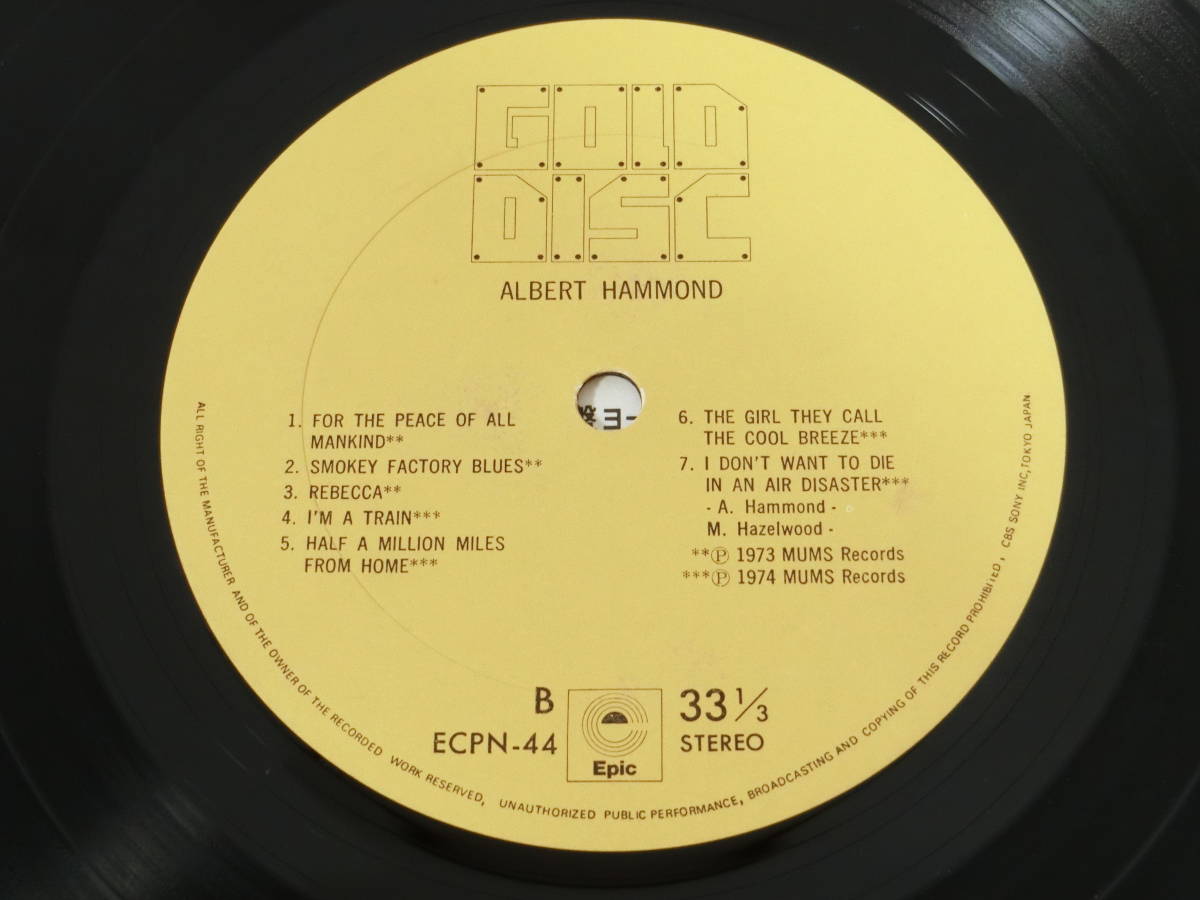 GOLD
DISC
ALBERT HAMMOND
1. FOR THE PEACE OF ALL
MANKIND**
2. SMOKEY FACTORY BLUES**
3. REBECCA**
4. I'M A TRAIN***
5. HALF A MILLION MILES
FROM HOME***
6. THE GIRL THEY CALL
THE COOL BREEZE***
7. I DON'T WANT TO DIE
IN AN AIR DISASTER***
- A. Hammond -
M. Hazelwood -
**Ⓟ 1973 MUMS Records
***Ⓟ 1974 MUMS Records
B
ECPN-44
Epic
33 1/3
STEREO
ALL RIGHT OF THE MANUFACTURER AND OF THE OWNER OF THE RECORDED WORK RESERVED, UNAUTHORIZED PUBLIC PERFORMANCE, BROADCASTING AND COPYING OF THIS RECORD PROHIBITED, CBS SONY INC, TOKYO JAPAN